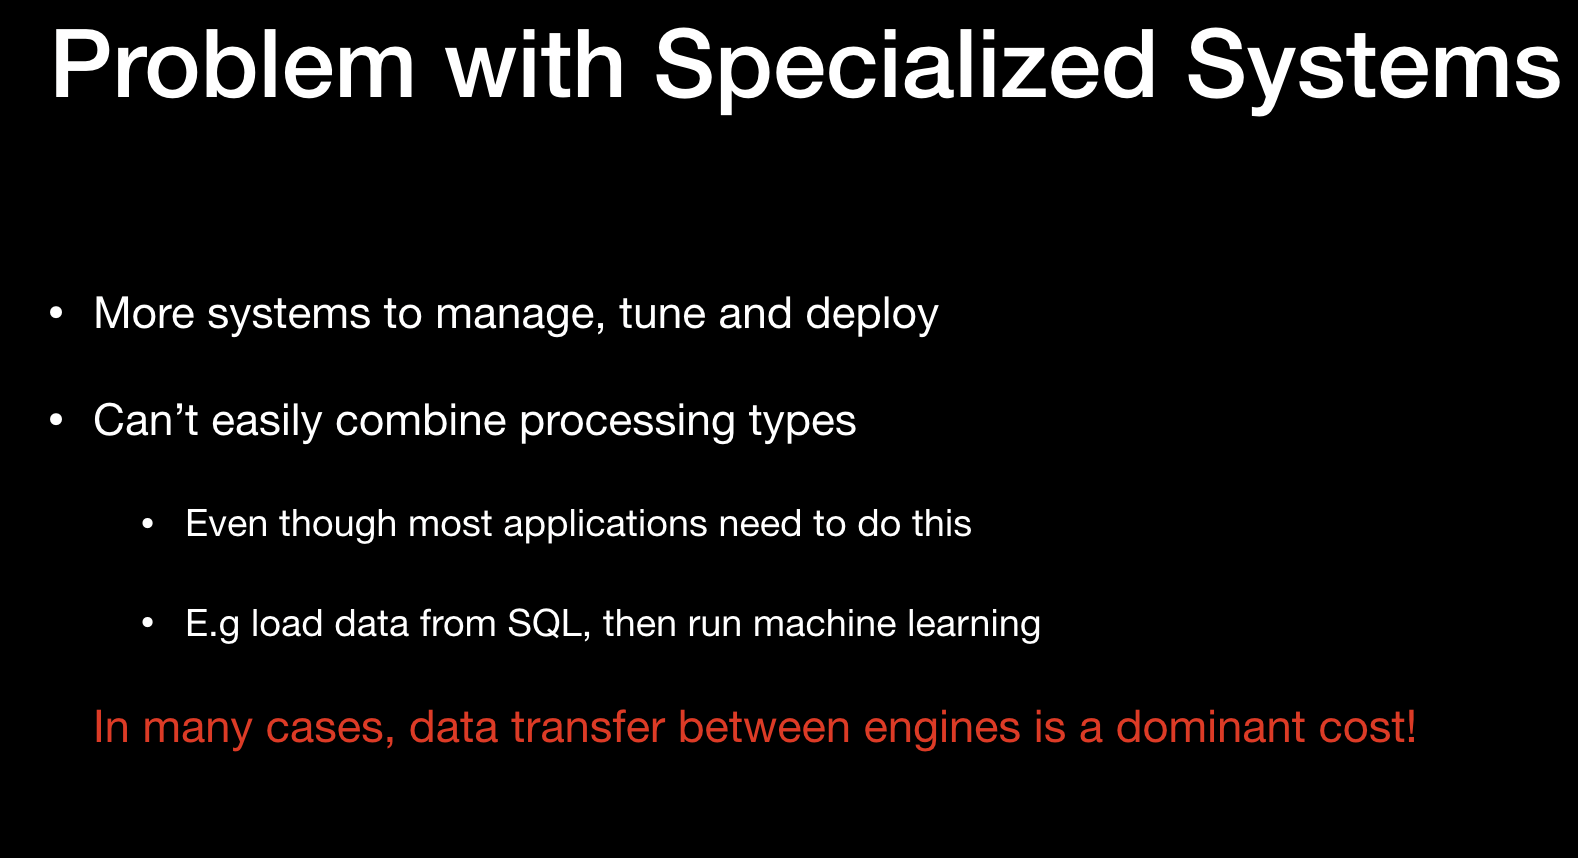 Problem with Specialized Systems
• More systems to manage, tune and deploy
• Can’t easily combine processing types
• Even though most applications need to do this
• E.g load data from SQL, then run machine learning
In many cases, data transfer between engines is a dominant cost!